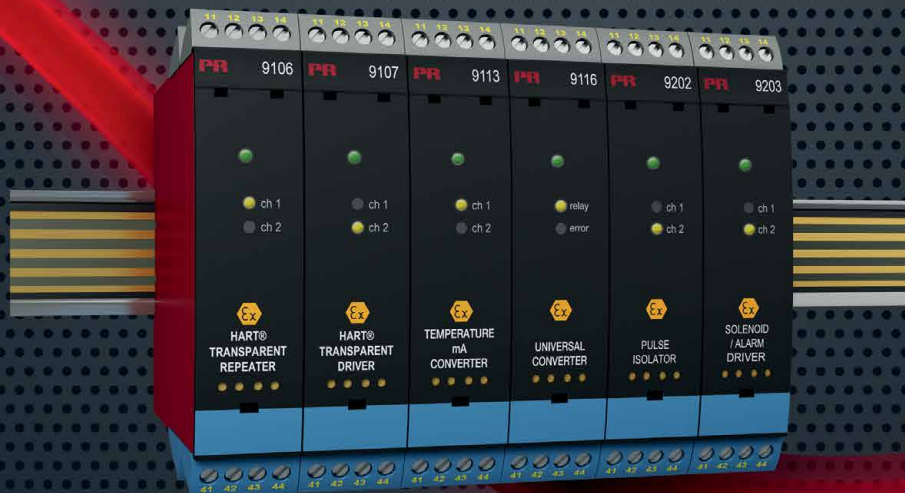 11 12 13 14 11 12 13 14 11 12 13 14 11 12 13 14 11 12 13 14 11 12 13 14
PR 9106 PR 9107 PR 9113 PR 9116 PR 9202 PR 9203
ch 1 ch 1 ch 1 relay ch 1 ch 1
ch 2 ch 2 ch 2 error ch 2 ch 2
Ex Ex Ex Ex Ex Ex
HART®
TRANSPARENT
REPEATER
HART®
TRANSPARENT
DRIVER
TEMPERATURE
mA
CONVERTER
UNIVERSAL
CONVERTER
PULSE
ISOLATOR
SOLENOID
/ ALARM
DRIVER
41 42 43 44 41 42 43 44 41 42 43 44 41 42 43 44 41 42 43 44 41 42 43 44